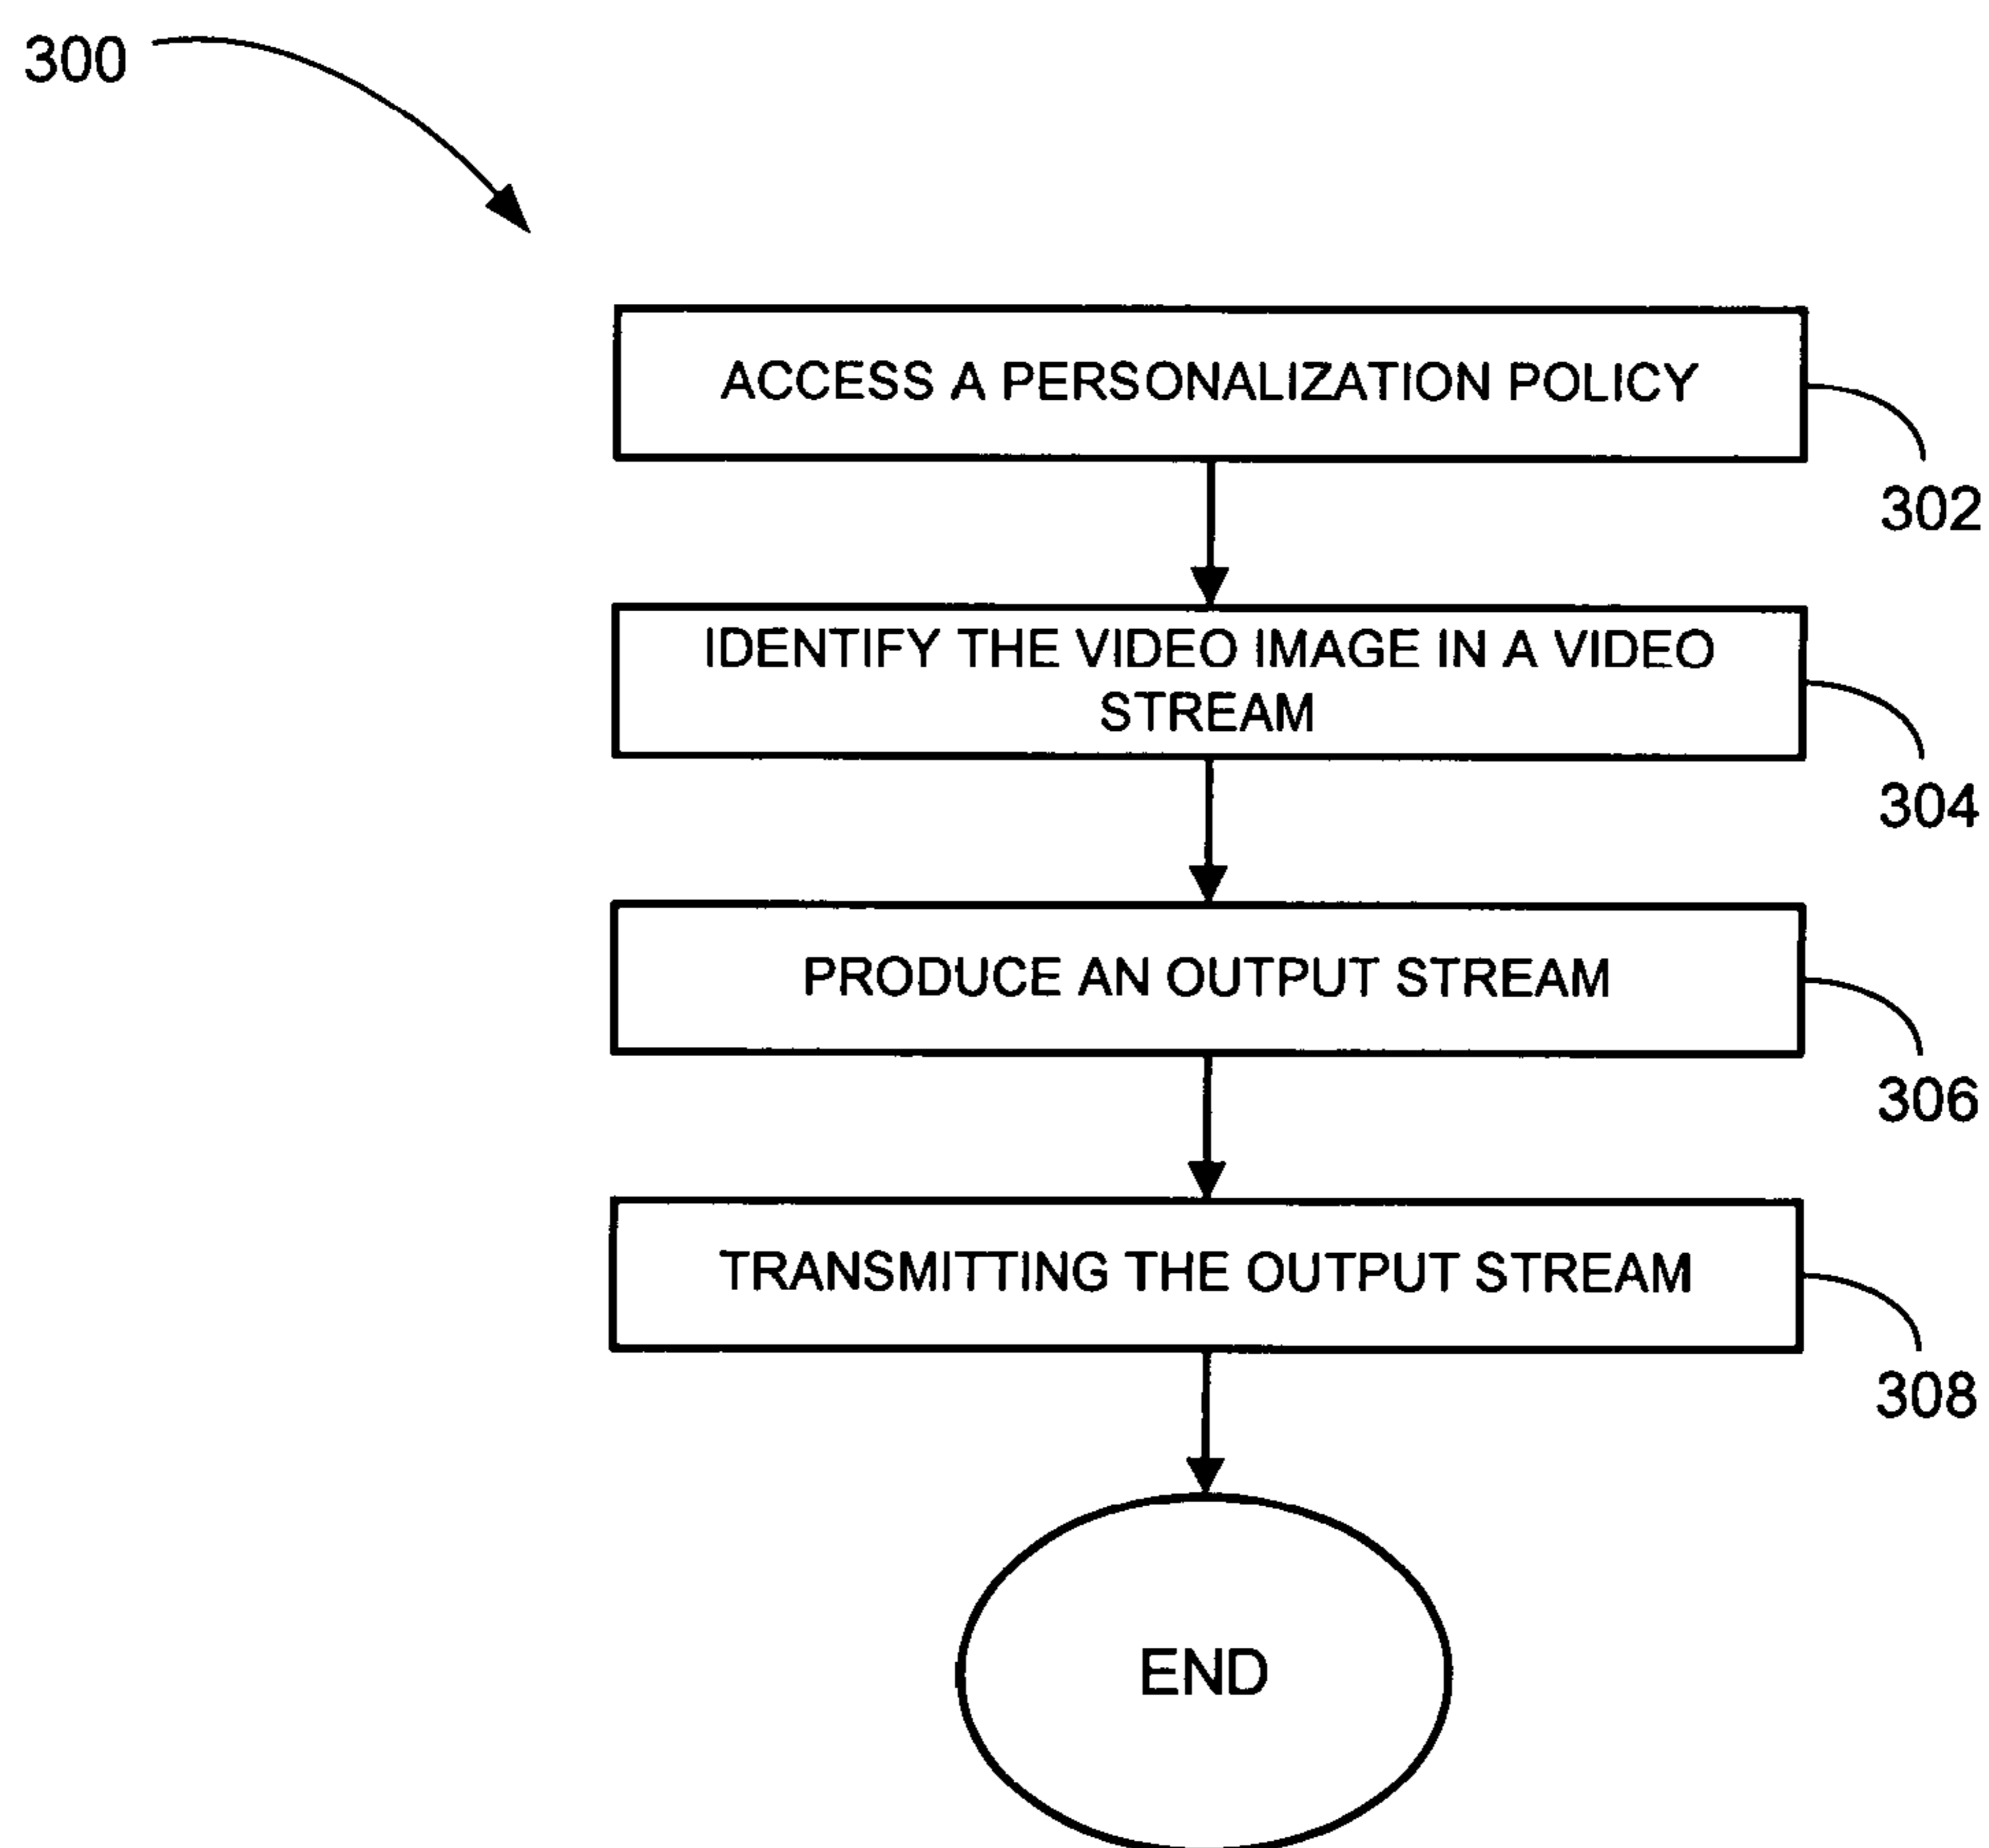 300
ACCESS A PERSONALIZATION POLICY
302
IDENTIFY THE VIDEO IMAGE IN A VIDEO
STREAM
304
PRODUCE AN OUTPUT STREAM
306
TRANSMITTING THE OUTPUT STREAM
308
END